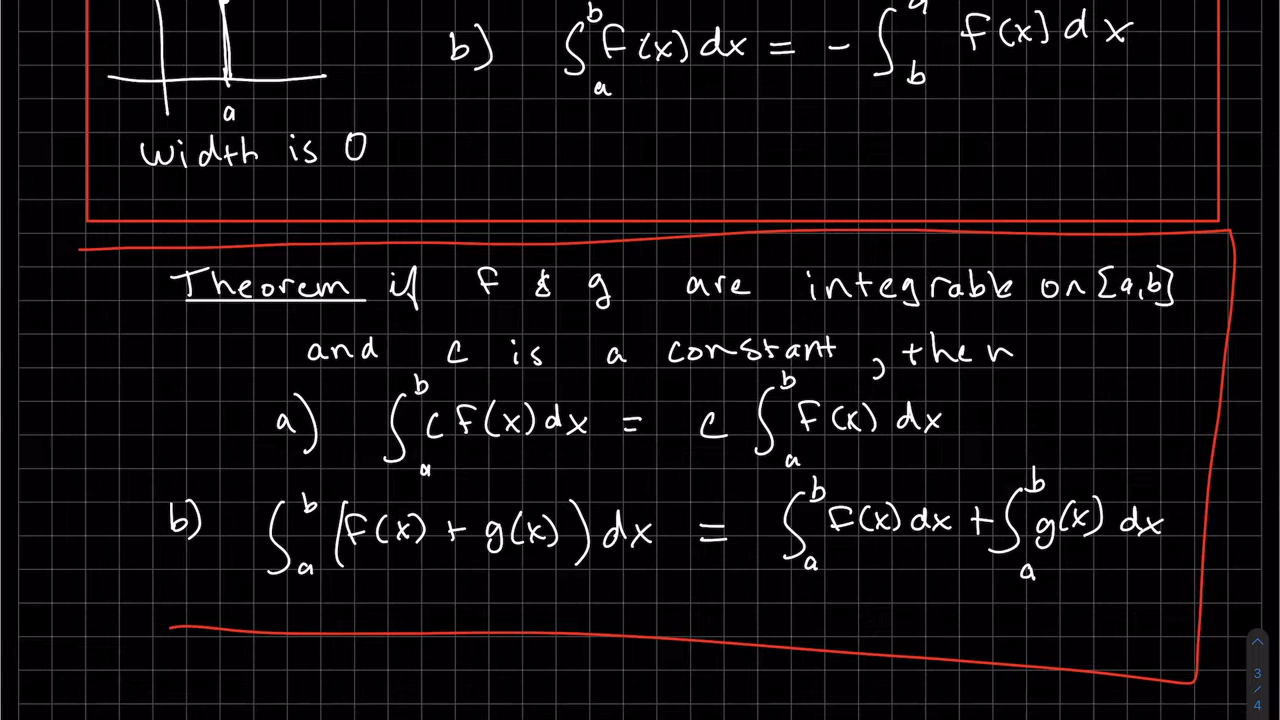 b) ∫_a^b f(x) dx = - ∫_b^a f(x) dx
a
width is 0
Theorem if f & g are integrable on [a,b]
and c is a constant, then
a) ∫_a^b c f(x) dx = c ∫_a^b f(x) dx
b) ∫_a^b (f(x) + g(x)) dx = ∫_a^b f(x) dx + ∫_a^b g(x) dx
3
/
4